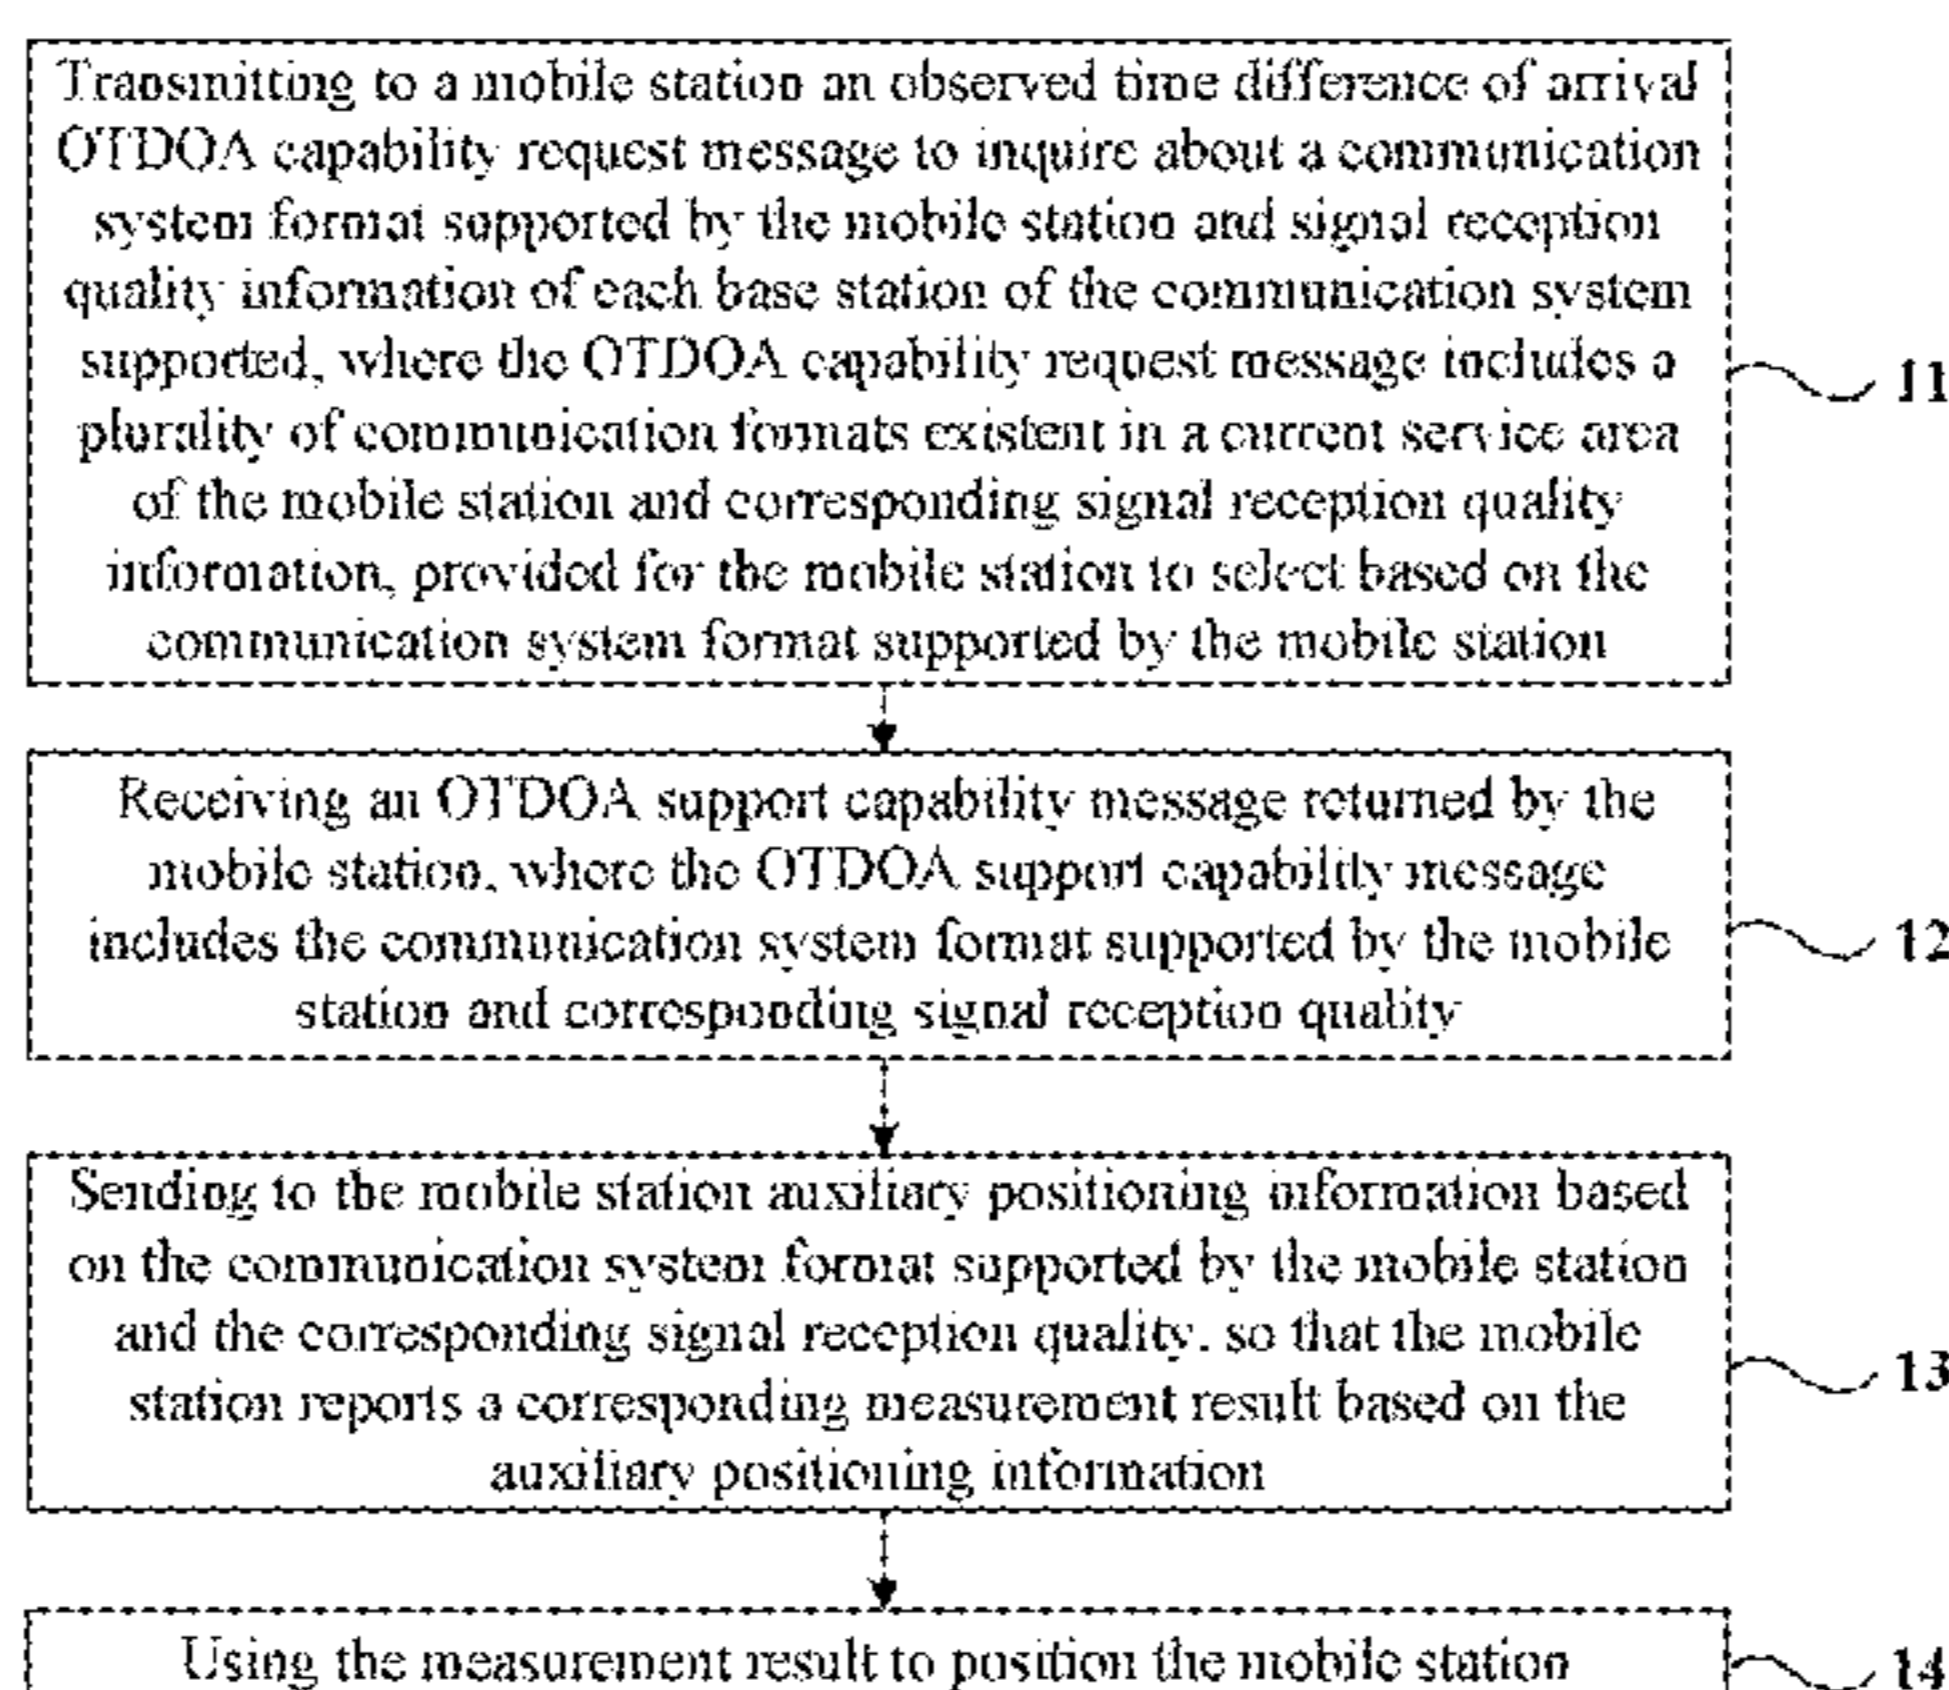 Transmitting to a mobile station an observed time difference of arrival
OTDOA capability request message to inquire about a communication
system format supported by the mobile station and signal reception
quality information of each base station of the communication system
supported, where the OTDOA capability request message includes a
plurality of communication formats existent in a current service area
of the mobile station and corresponding signal reception quality
information, provided for the mobile station to select based on the
communication system format supported by the mobile station
11
Receiving an OTDOA support capability message returned by the
mobile station, where the OTDOA support capability message
includes the communication system format supported by the mobile
station and corresponding signal reception quality
12
Sending to the mobile station auxiliary positioning information based
on the communication system format supported by the mobile station
and the corresponding signal reception quality, so that the mobile
station reports a corresponding measurement result based on the
auxiliary positioning information
13
Using the measurement result to position the mobile station
14